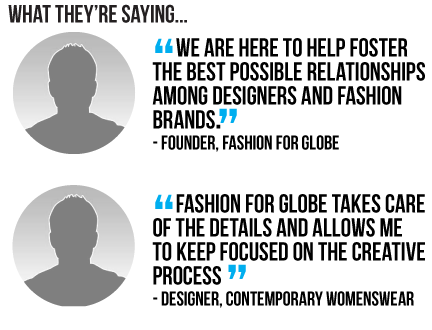 WHAT THEY'RE SAYING...
“WE ARE HERE TO HELP FOSTER
THE BEST POSSIBLE RELATIONSHIPS
AMONG DESIGNERS AND FASHION
BRANDS.”
- FOUNDER, FASHION FOR GLOBE
“FASHION FOR GLOBE TAKES CARE
OF THE DETAILS AND ALLOWS ME
TO KEEP FOCUSED ON THE CREATIVE
PROCESS ”
- DESIGNER, CONTEMPORARY WOMENSWEAR